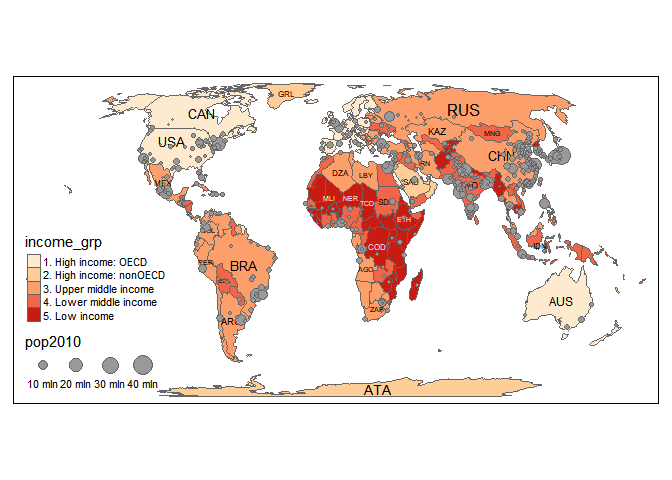 GRL
CAN
RUS
USA
KAZ
MNG
CHN
DZA
LBY
SAU
MEX
MLI
NER
TCD
SDN
ETH
COD
IDN
PER
BRA
AGO
ZAF
AUS
ATA
income_grp
1. High income: OECD
2. High income: nonOECD
3. Upper middle income
4. Lower middle income
5. Low income
pop2010
10 mln 20 mln 30 mln 40 mln